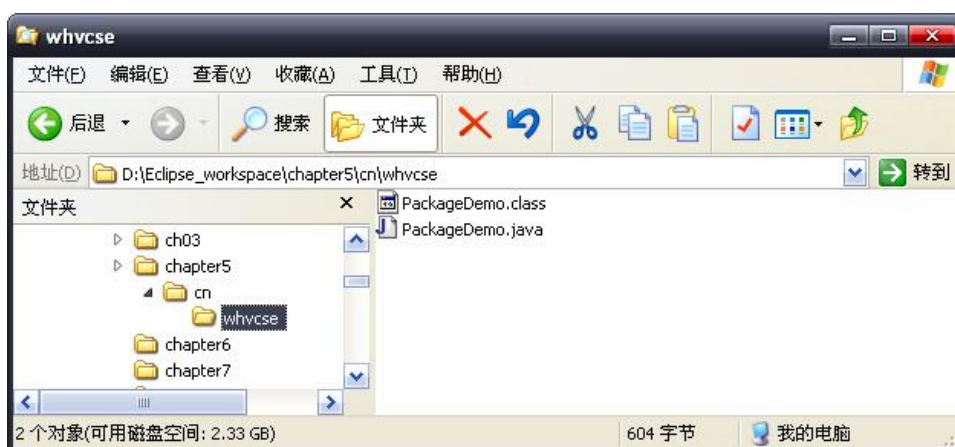 whvcse
文件(F) 编辑(E) 查看(V) 收藏(A) 工具(T) 帮助(H)
后退 搜索 文件夹
地址(D) D:\Eclipse_workspace\chapter5\cn\whvcse 转到
文件夹
PackageDemo.class
PackageDemo.java
ch03
chapter5
cn
whvcse
chapter6
chapter7
2 个对象(可用磁盘空间: 2.33 GB) 604 字节 我的电脑